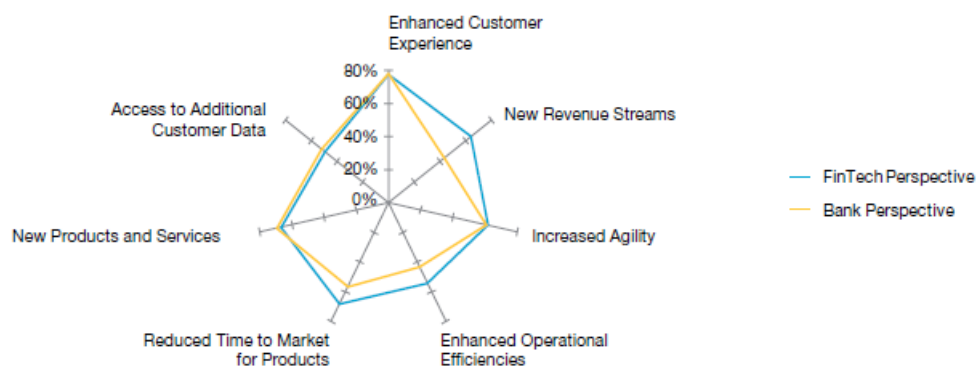 Enhanced Customer
Experience
80%
60%
40%
20%
0%
Access to Additional
Customer Data
New Revenue Streams
FinTech Perspective
Bank Perspective
New Products and Services
Increased Agility
Reduced Time to Market
for Products
Enhanced Operational
Efficiencies